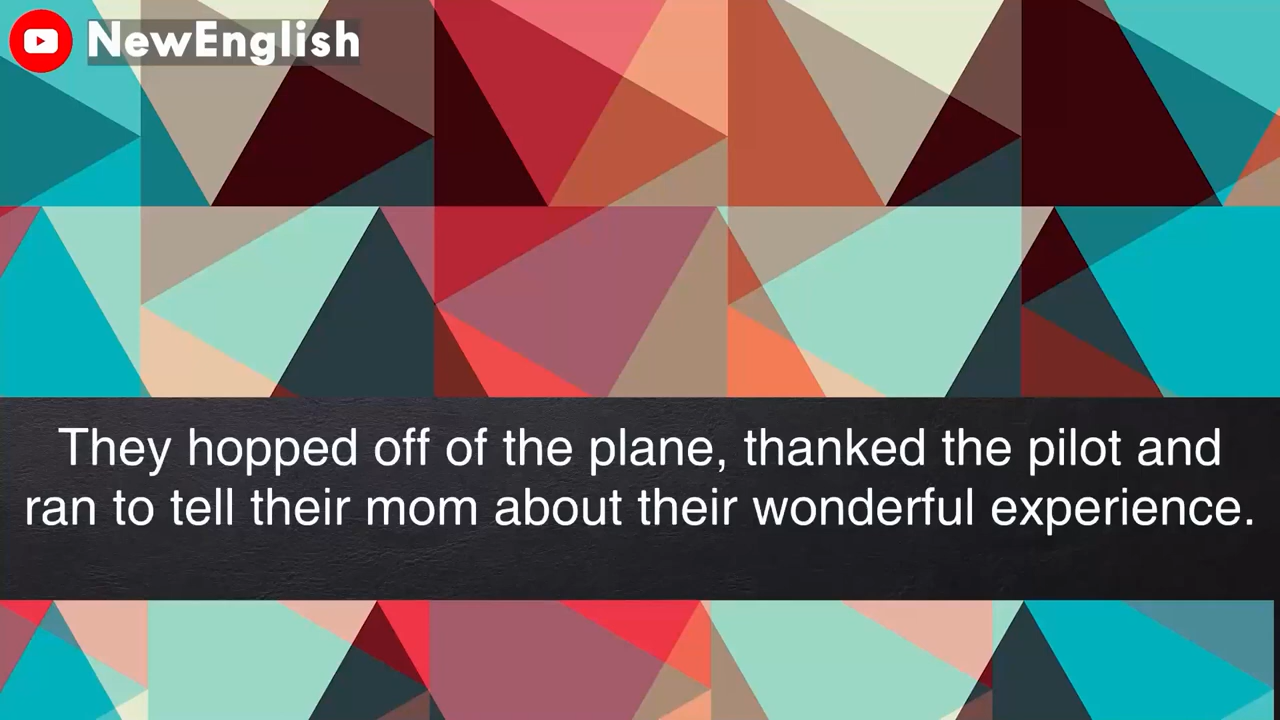 NewEnglish
They hopped off of the plane, thanked the pilot and
ran to tell their mom about their wonderful experience.